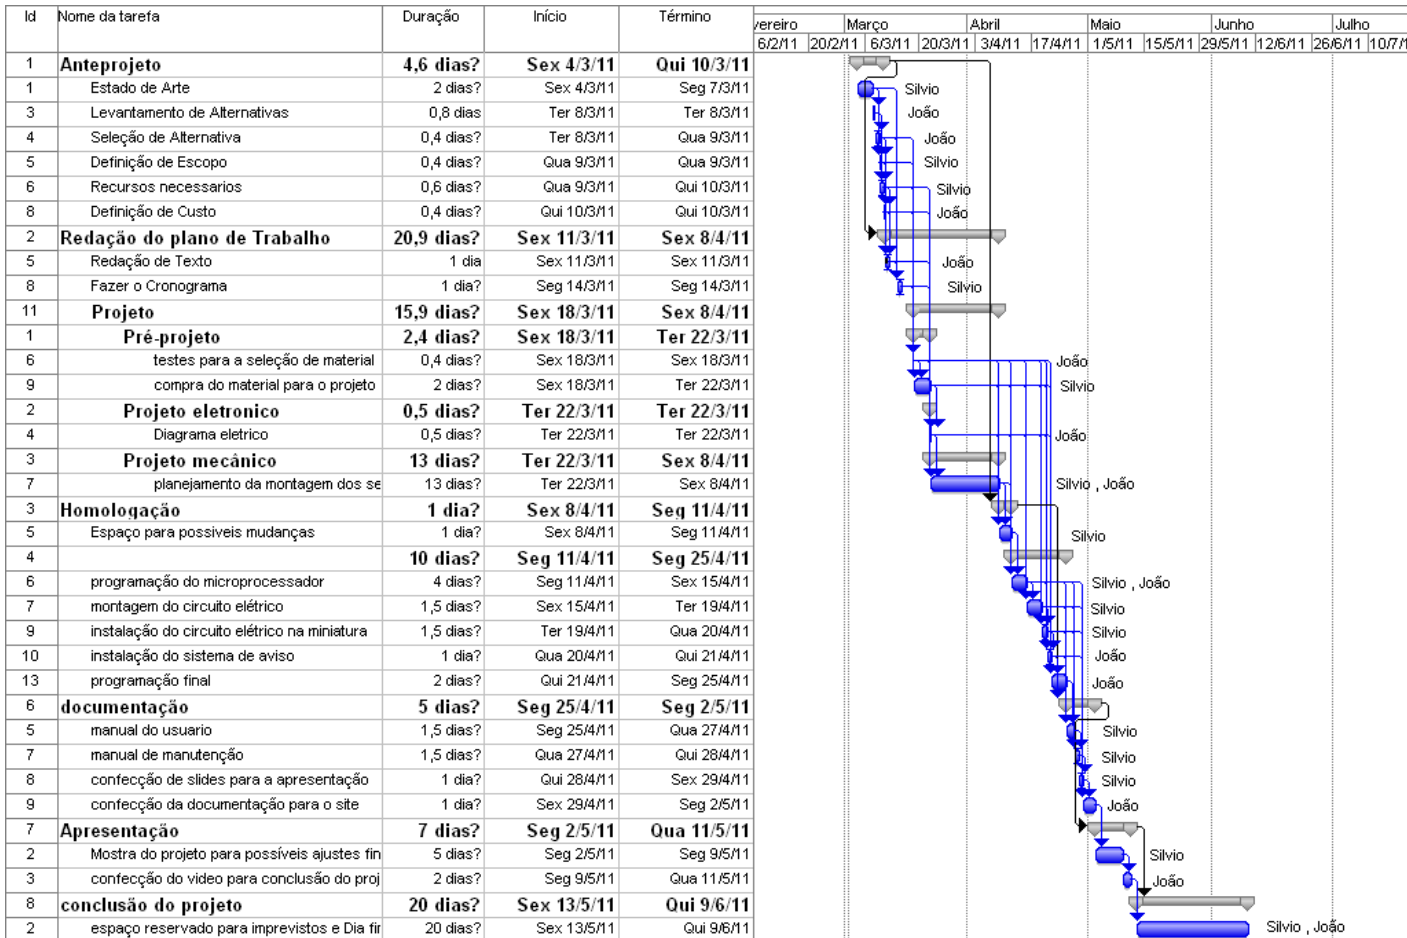 Id Nome da tarefa Duração Início Término
vereiro Março Abril Maio Junho Julho
6/2/11 20/2/11 6/3/11 20/3/11 3/4/11 17/4/11 1/5/11 15/5/11 29/5/11 12/6/11 26/6/11 10/7/1
1 Anteprojeto 4,6 dias? Sex 4/3/11 Qui 10/3/11
1 Estado de Arte 2 dias? Sex 4/3/11 Seg 7/3/11 Silvio
3 Levantamento de Alternativas 0,8 dias Ter 8/3/11 Ter 8/3/11 João
4 Seleção de Alternativa 0,4 dias? Ter 8/3/11 Qua 9/3/11 João
5 Definição de Escopo 0,4 dias? Qua 9/3/11 Qua 9/3/11 Silvio
6 Recursos necessarios 0,6 dias? Qua 9/3/11 Qui 10/3/11 Silvio
8 Definição de Custo 0,4 dias? Qui 10/3/11 Qui 10/3/11 João
2 Redação do plano de Trabalho 20,9 dias? Sex 11/3/11 Sex 8/4/11
5 Redação de Texto 1 dia Sex 11/3/11 Sex 11/3/11 João
8 Fazer o Cronograma 1 dia? Seg 14/3/11 Seg 14/3/11 Silvio
11 Projeto 15,9 dias? Sex 18/3/11 Sex 8/4/11
1 Pré-projeto 2,4 dias? Sex 18/3/11 Ter 22/3/11
6 testes para a seleção de material 0,4 dias? Sex 18/3/11 Sex 18/3/11 João
9 compra do material para o projeto 2 dias? Sex 18/3/11 Ter 22/3/11 Silvio
2 Projeto eletronico 0,5 dias? Ter 22/3/11 Ter 22/3/11
4 Diagrama eletrico 0,5 dias? Ter 22/3/11 Ter 22/3/11 João
3 Projeto mecânico 13 dias? Ter 22/3/11 Sex 8/4/11
7 planejamento da montagem dos se 13 dias? Ter 22/3/11 Sex 8/4/11 Silvio , João
3 Homologação 1 dia? Sex 8/4/11 Seg 11/4/11
5 Espaço para possiveis mudanças 1 dia? Sex 8/4/11 Seg 11/4/11 Silvio
4 10 dias? Seg 11/4/11 Seg 25/4/11
6 programação do microprocessador 4 dias? Seg 11/4/11 Sex 15/4/11 Silvio , João
7 montagem do circuito elétrico 1,5 dias? Sex 15/4/11 Ter 19/4/11 Silvio
9 instalação do circuito elétrico na miniatura 1,5 dias? Ter 19/4/11 Qua 20/4/11 Silvio
10 instalação do sistema de aviso 1 dia? Qua 20/4/11 Qui 21/4/11 João
13 programação final 2 dias? Qui 21/4/11 Seg 25/4/11 João
6 documentação 5 dias? Seg 25/4/11 Seg 2/5/11
5 manual do usuario 1,5 dias? Seg 25/4/11 Qua 27/4/11 Silvio
7 manual de manutenção 1,5 dias? Qua 27/4/11 Qui 28/4/11 Silvio
8 confecção de slides para a apresentação 1 dia? Qui 28/4/11 Sex 29/4/11 Silvio
9 confecção da documentação para o site 1 dia? Sex 29/4/11 Seg 2/5/11 João
7 Apresentação 7 dias? Seg 2/5/11 Qua 11/5/11
2 Mostra do projeto para possíveis ajustes fin 5 dias? Seg 2/5/11 Seg 9/5/11 Silvio
3 confecção do video para conclusão do proj 2 dias? Seg 9/5/11 Qua 11/5/11 João
8 conclusão do projeto 20 dias? Sex 13/5/11 Qui 9/6/11
2 espaço reservado para imprevistos e Dia fir 20 dias? Sex 13/5/11 Qui 9/6/11 Silvio , João